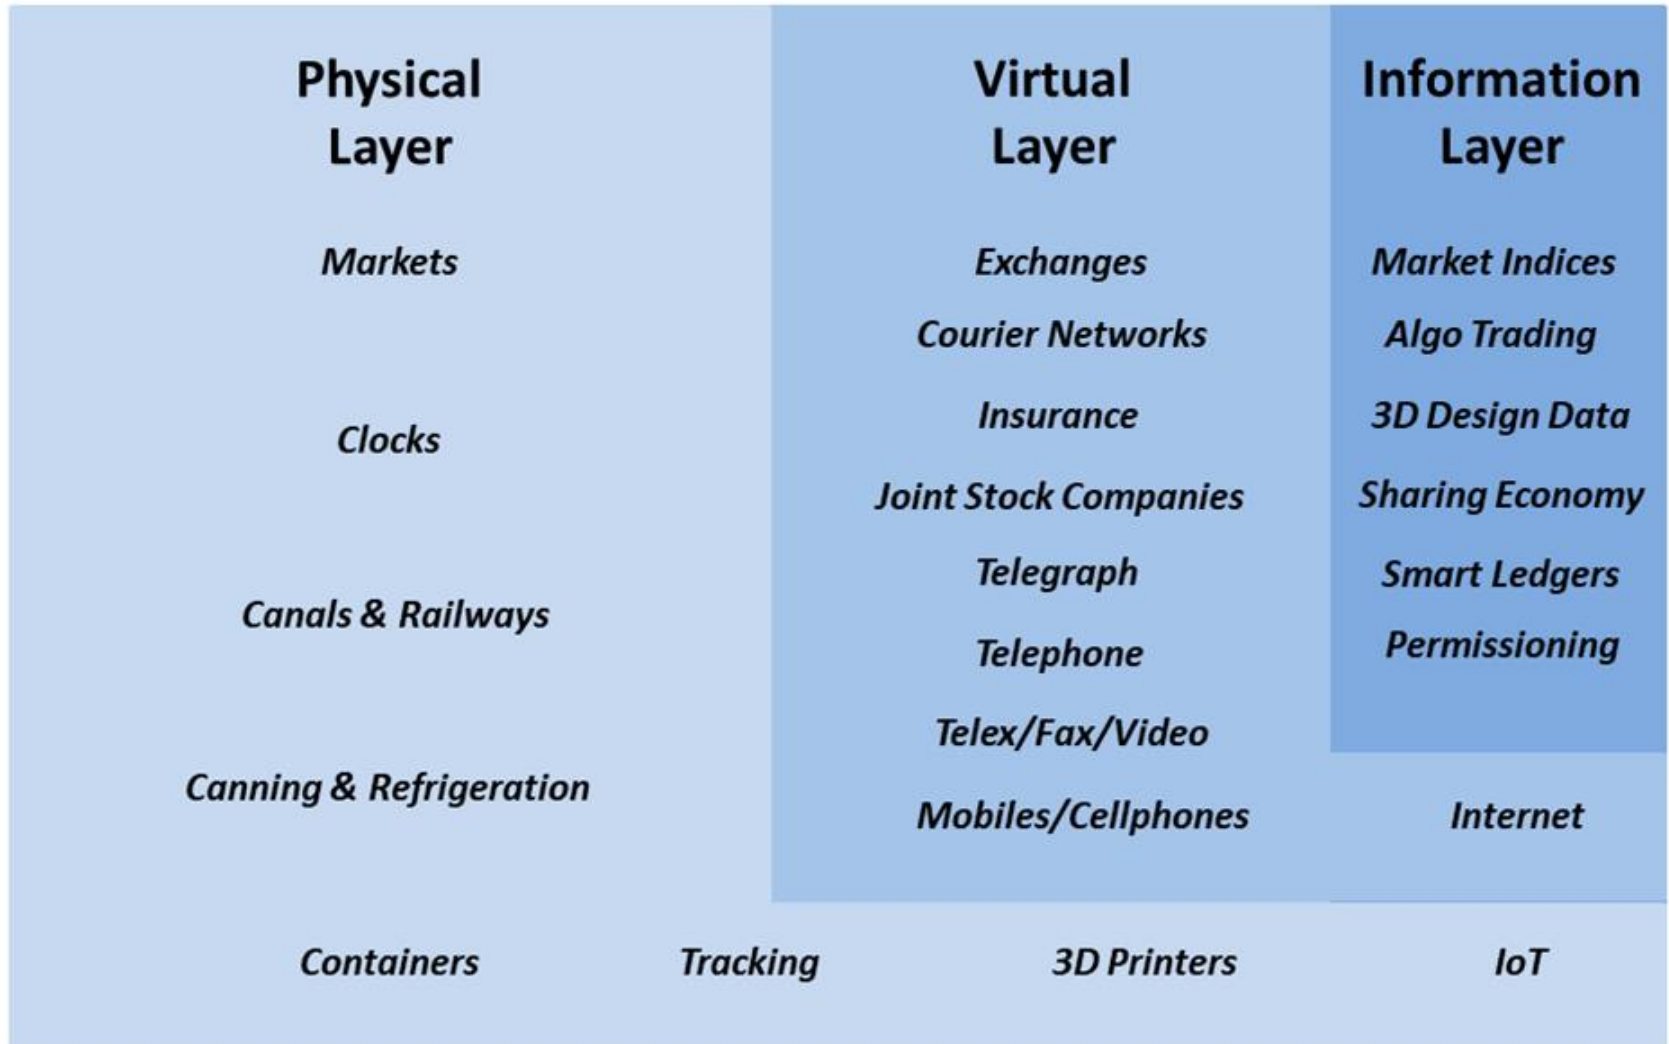 Physical
Layer
Markets
Clocks
Canals & Railways
Canning & Refrigeration
Virtual
Layer
Exchanges
Courier Networks
Insurance
Joint Stock Companies
Telegraph
Telephone
Telex/Fax/Video
Mobiles/Cellphones
Information
Layer
Market Indices
Algo Trading
3D Design Data
Sharing Economy
Smart Ledgers
Permissioning
Internet
Containers
Tracking
3D Printers
IoT